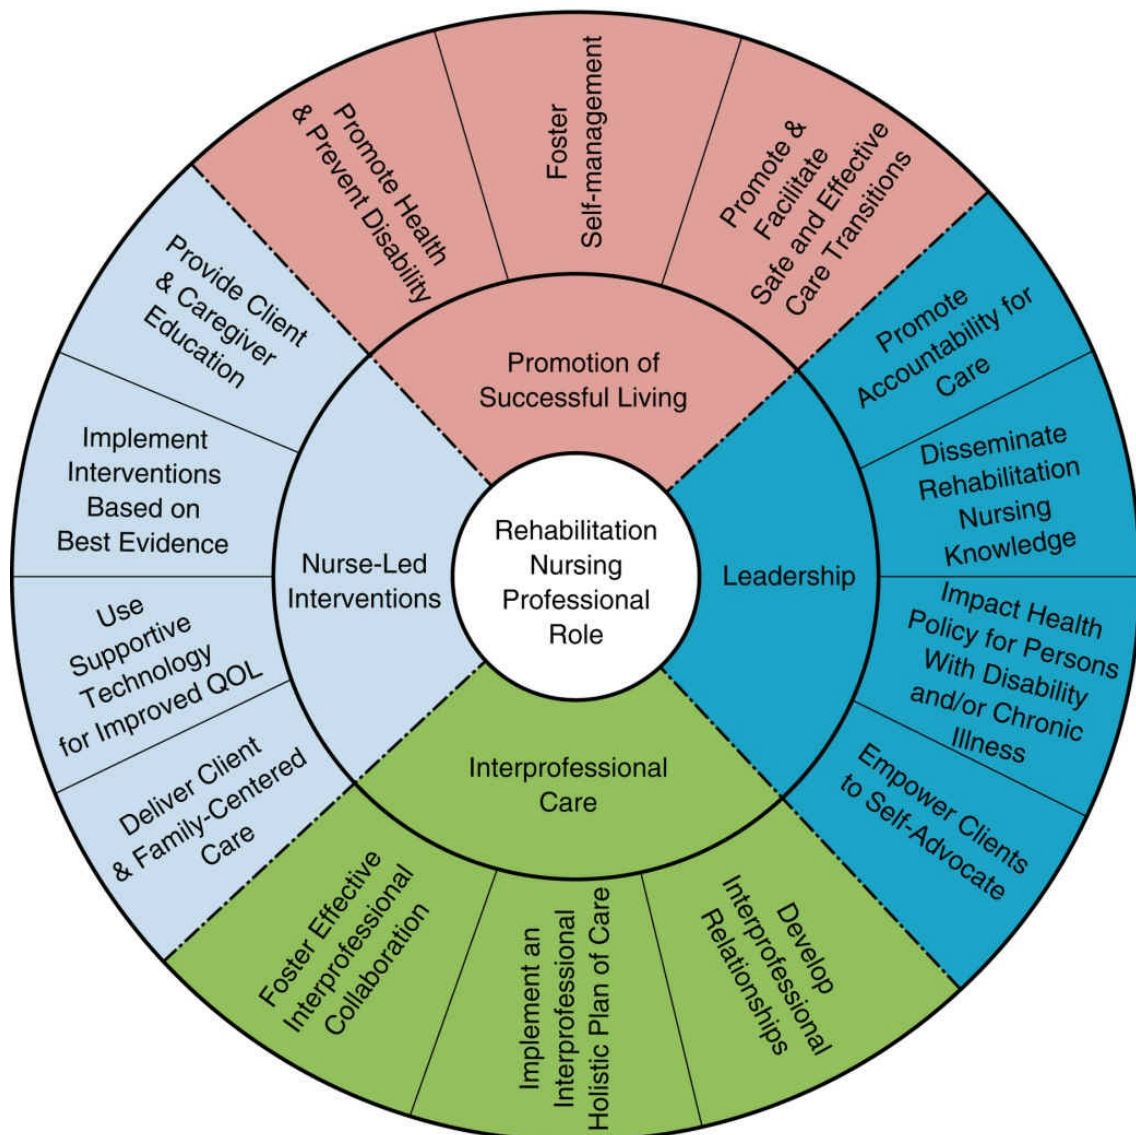 Rehabilitation
Nursing
Professional
Role
Promotion of
Successful Living
Promote Health
& Prevent Disability
Foster
Self-management
Promote &
Facilitate
Safe and Effective
Care Transitions
Leadership
Promote
Accountability for
Care
Disseminate
Rehabilitation
Nursing
Knowledge
Impact Health
Policy for Persons
With Disability
and/or Chronic
Illness
Empower Clients
to Self-Advocate
Interprofessional
Care
Develop
Interprofessional
Relationships
Implement an
Interprofessional
Holistic Plan of Care
Foster Effective
Interprofessional
Collaboration
Nurse-Led
Interventions
Deliver Client
& Family-Centered
Care
Use
Supportive
Technology
for Improved QOL
Implement
Interventions
Based on
Best Evidence
Provide Client
& Caregiver
Education